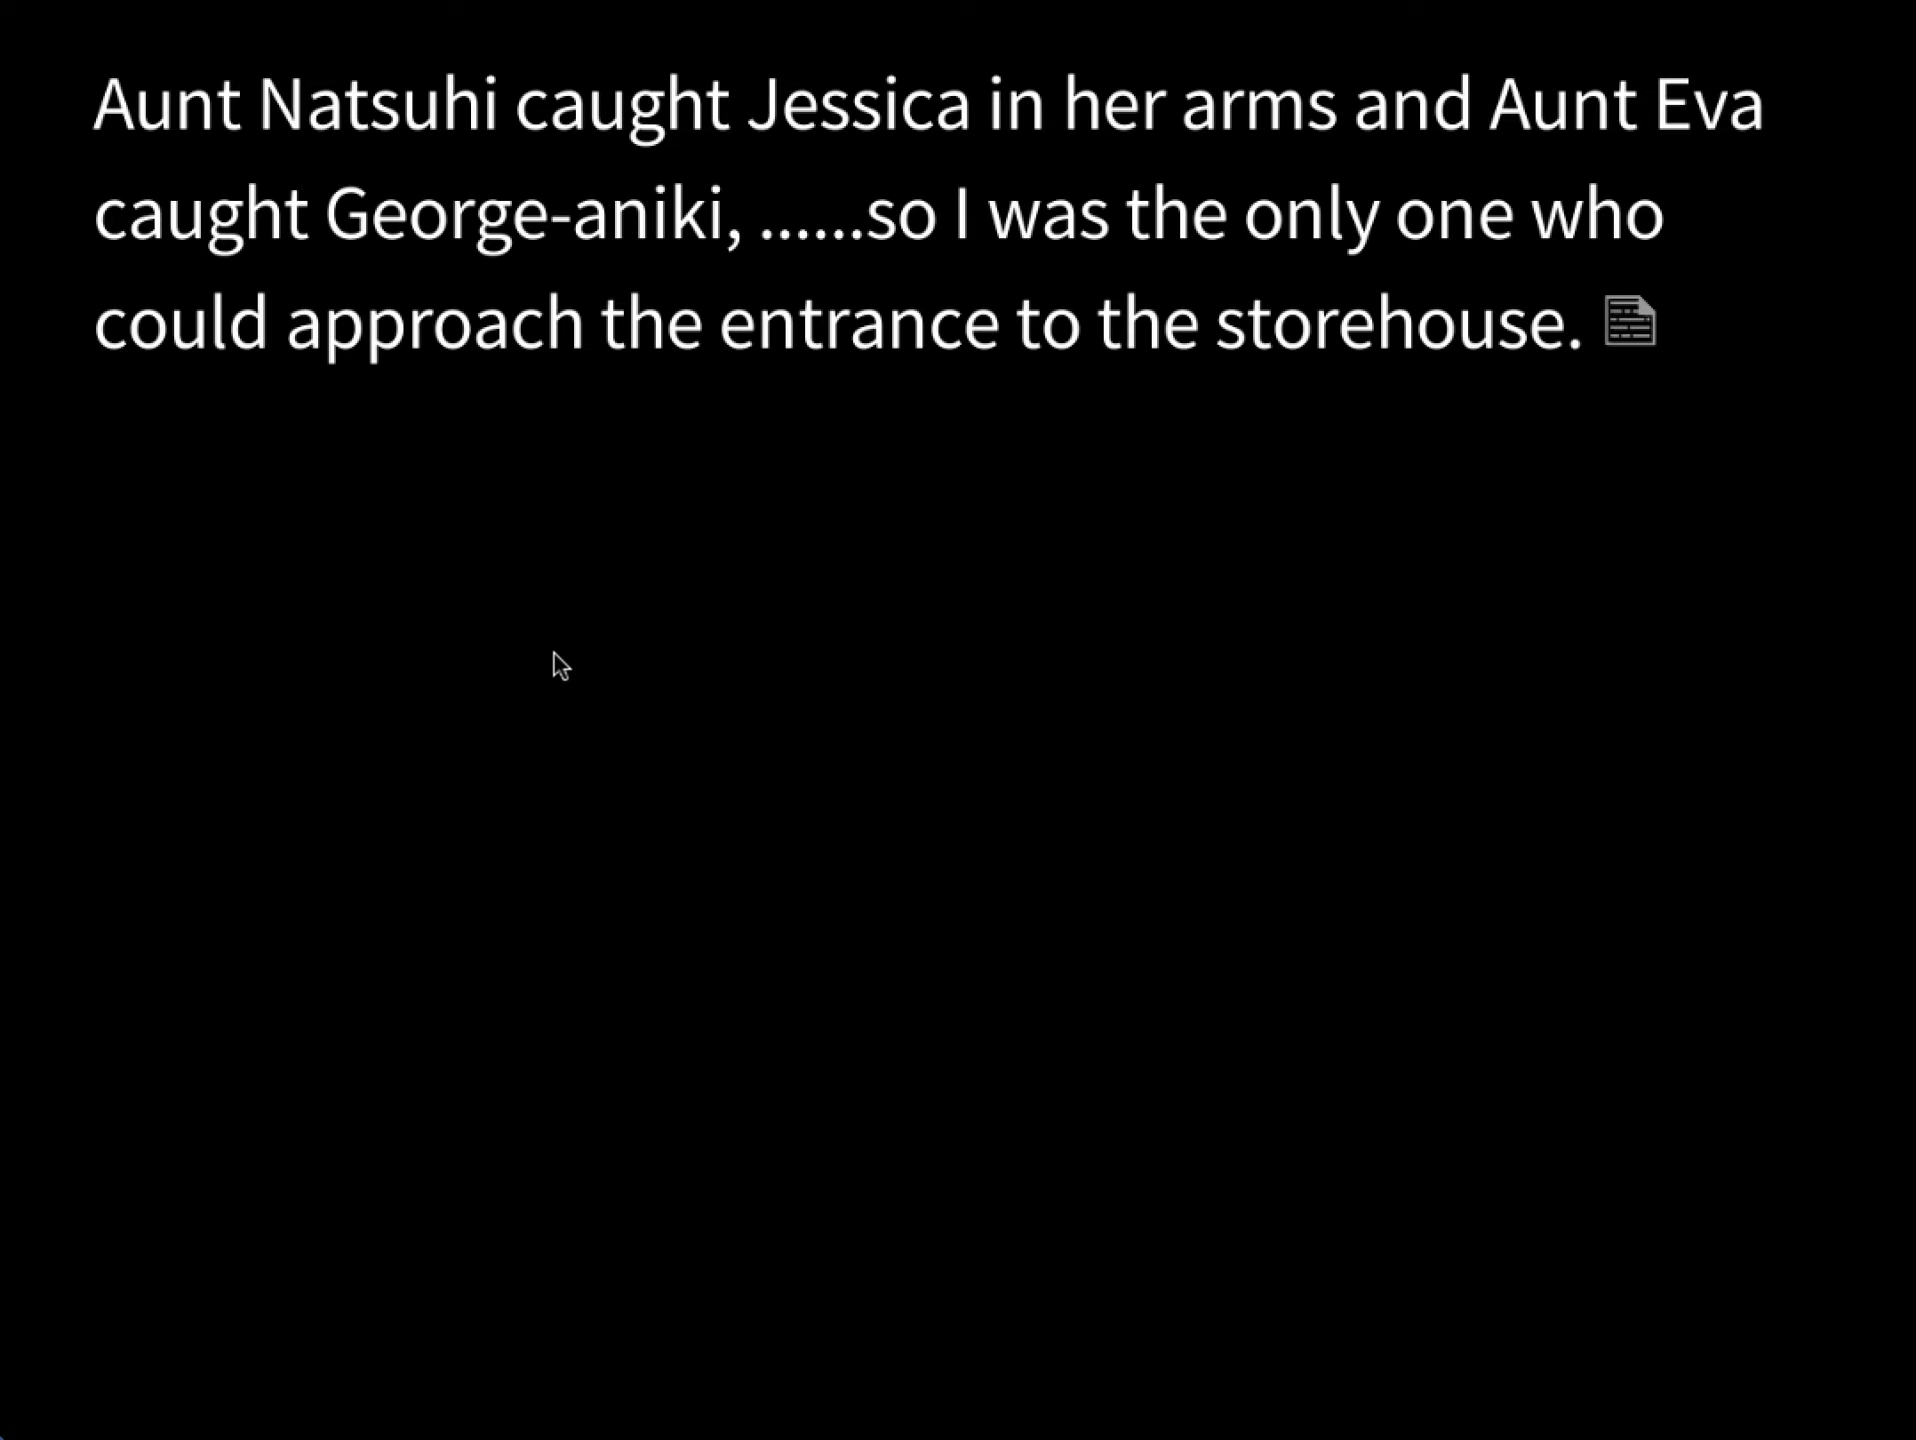 Aunt Natsuhi caught Jessica in her arms and Aunt Eva
caught George-aniki, ......so I was the only one who
could approach the entrance to the storehouse.